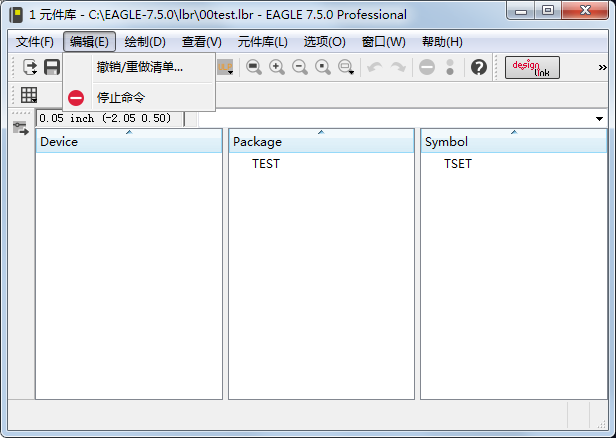 1 元件库 - C:\EAGLE-7.5.0\lbr\00test.lbr - EAGLE 7.5.0 Professional
文件(F) 编辑(E) 绘制(D) 查看(V) 元件库(L) 选项(O) 窗口(W) 帮助(H)
撤销/重做清单...
design link
»
停止命令
0.05 inch (-2.05 0.50)
Device Package Symbol
TEST TSET